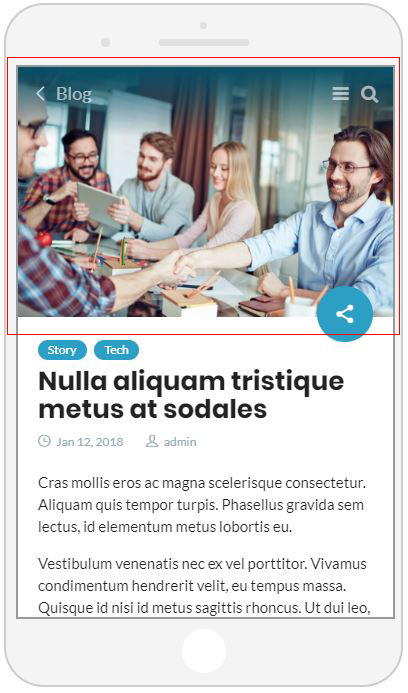 Blog
Story Tech
Nulla aliquam tristique
metus at sodales
Jan 12, 2018 admin
Cras mollis eros ac magna scelerisque consectetur.
Aliquam quis tempor turpis. Phasellus gravida sem
lectus, id elementum metus lobortis eu.
Vestibulum venenatis nec ex vel porttitor. Vivamus
condimentum hendrerit velit, eu tempus massa.
Quisque id nisi id metus sagittis rhoncus. Ut dui leo,